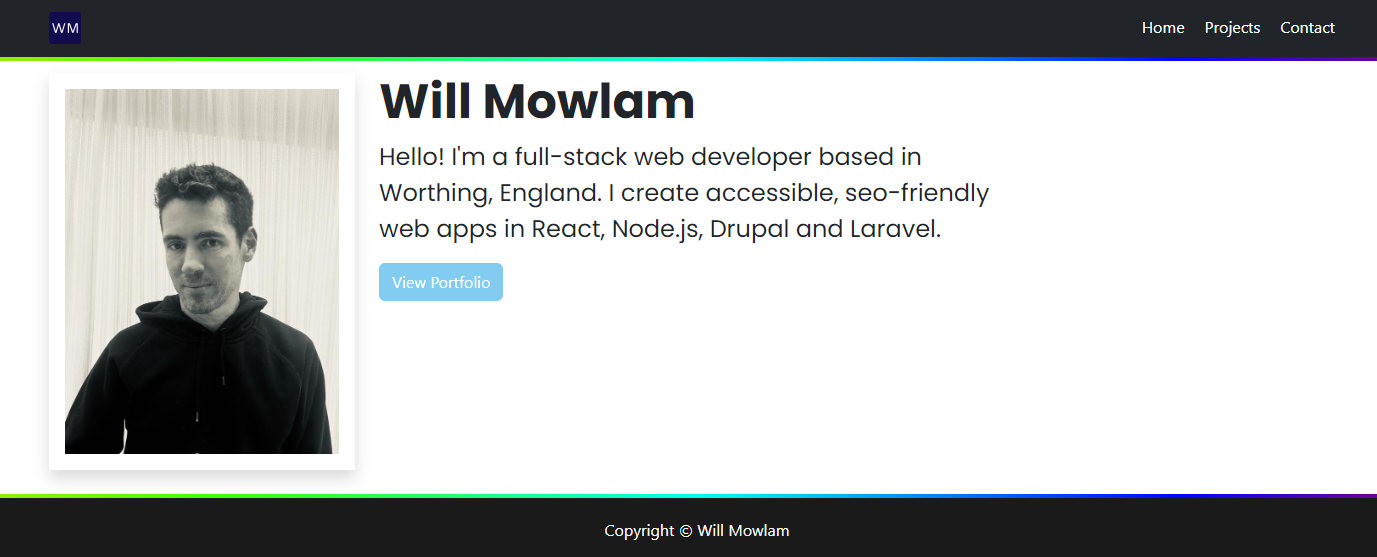 WM
Home Projects Contact
Will Mowlam
Hello! I'm a full-stack web developer based in
Worthing, England. I create accessible, seo-friendly
web apps in React, Node.js, Drupal and Laravel.
View Portfolio
Copyright © Will Mowlam